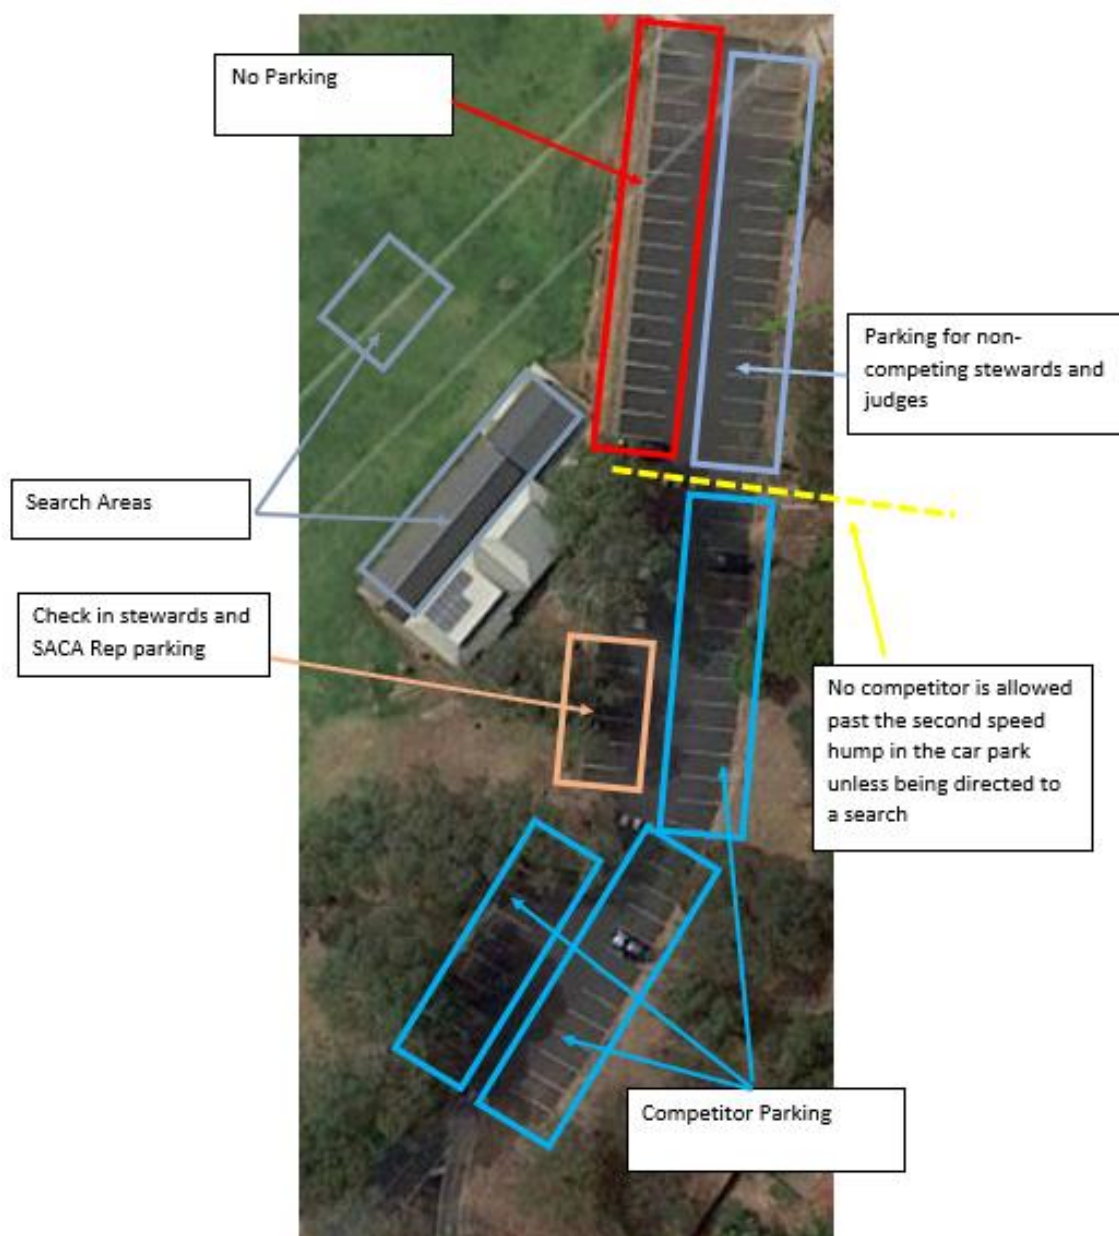 No Parking
Parking for non-
competing stewards and
judges
Search Areas
Check in stewards and
SACA Rep parking
No competitor is allowed
past the second speed
hump in the car park
unless being directed to
a search
Competitor Parking